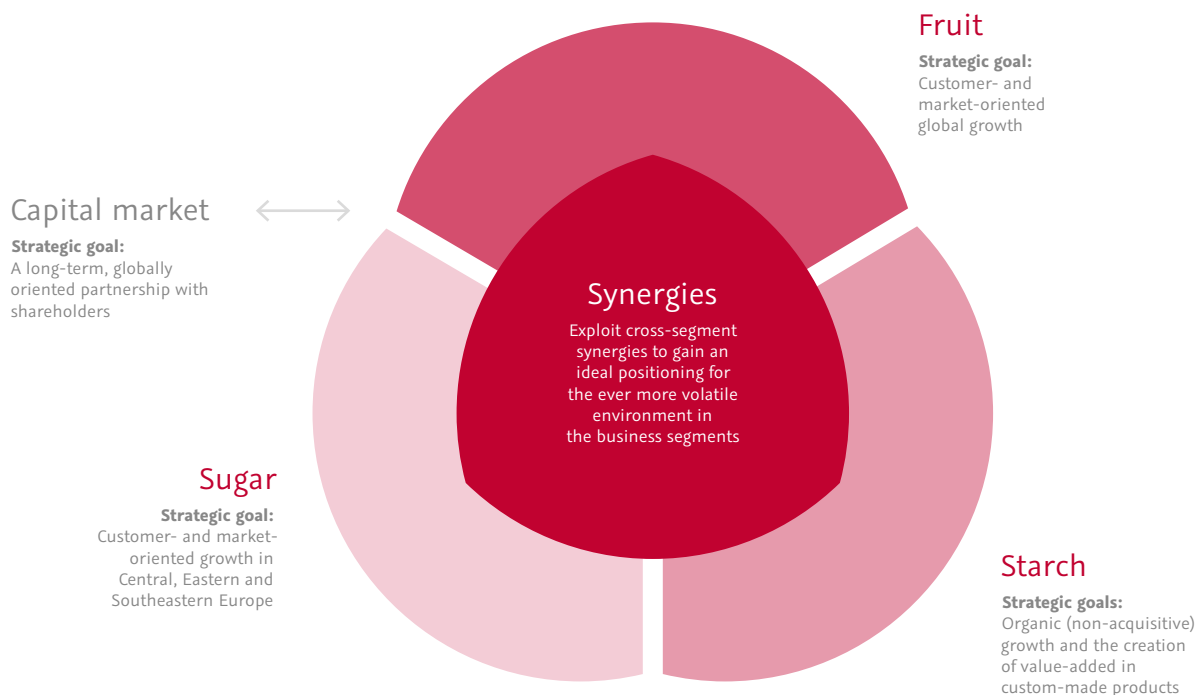 Fruit
Strategic goal:
Customer- and
market-oriented
global growth
Capital market
Strategic goal:
A long-term, globally
oriented partnership with
shareholders
Synergies
Exploit cross-segment
synergies to gain an
ideal positioning for
the ever more volatile
environment in
the business segments
Sugar
Strategic goal:
Customer- and market-
oriented growth in
Central, Eastern and
Southeastern Europe
Starch
Strategic goals:
Organic (non-acquisitive)
growth and the creation
of value-added in
custom-made products